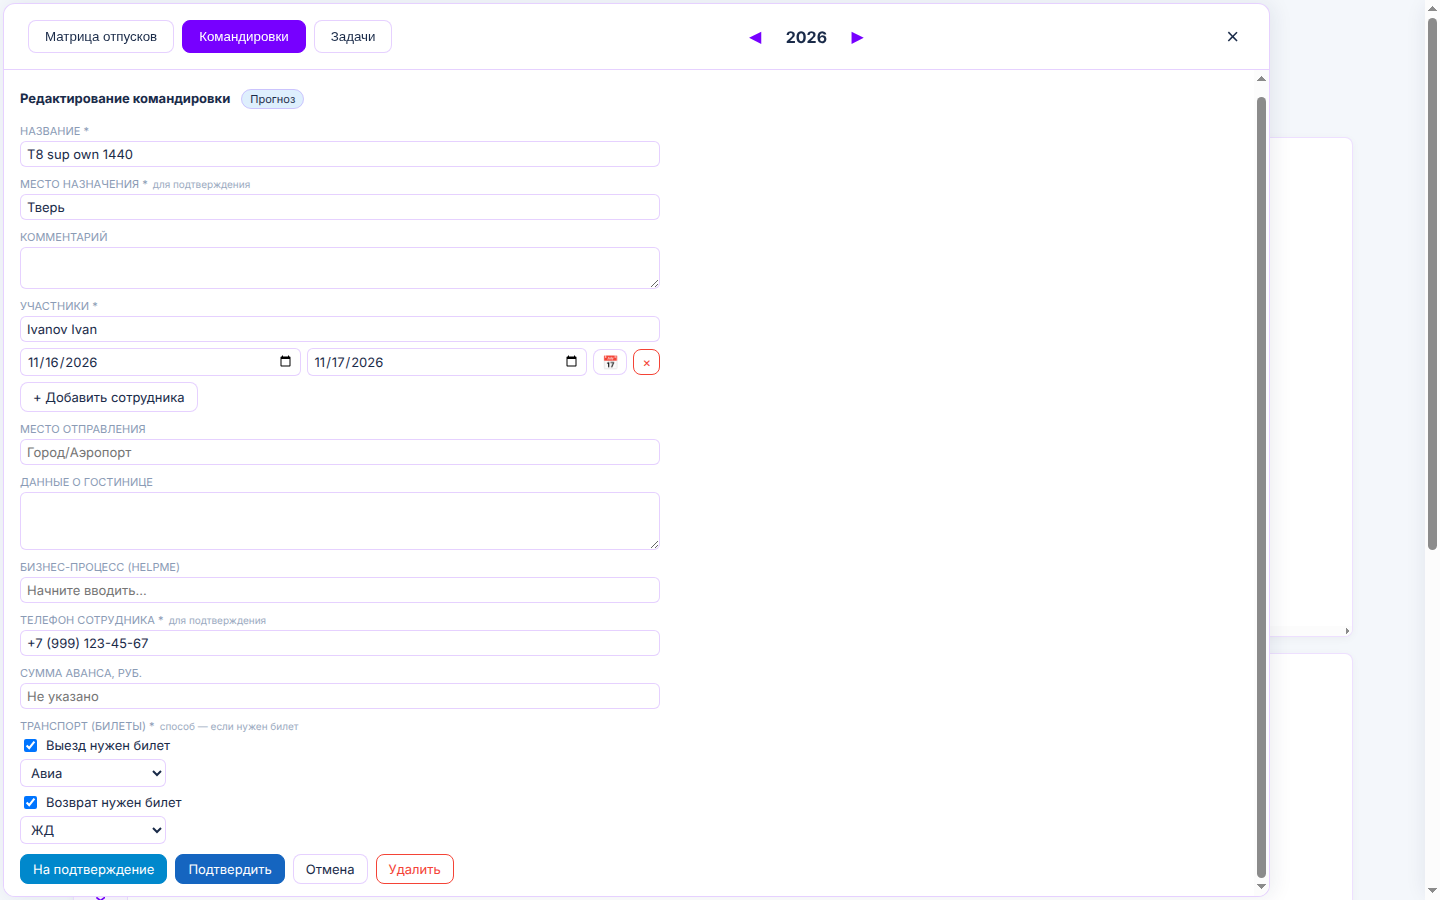 Матрица отпусков Командировки Задачи ◀ 2026 ▶ ×
Редактирование командировки Прогноз
НАЗВАНИЕ *
T8 sup own 1440
МЕСТО НАЗНАЧЕНИЯ * для подтверждения
Тверь
КОММЕНТАРИЙ
УЧАСТНИКИ *
Ivanov Ivan
11/16/2026 11/17/2026 ×
+ Добавить сотрудника
МЕСТО ОТПРАВЛЕНИЯ
Город/Аэропорт
ДАННЫЕ О ГОСТИНИЦЕ
БИЗНЕС-ПРОЦЕСС (HELPME)
Начните вводить...
ТЕЛЕФОН СОТРУДНИКА * для подтверждения
+7 (999) 123-45-67
СУММА АВАНСА, РУБ.
Не указано
ТРАНСПОРТ (БИЛЕТЫ) * способ — если нужен билет
Выезд нужен билет
Авиа
Возврат нужен билет
ЖД
На подтверждение Подтвердить Отмена Удалить